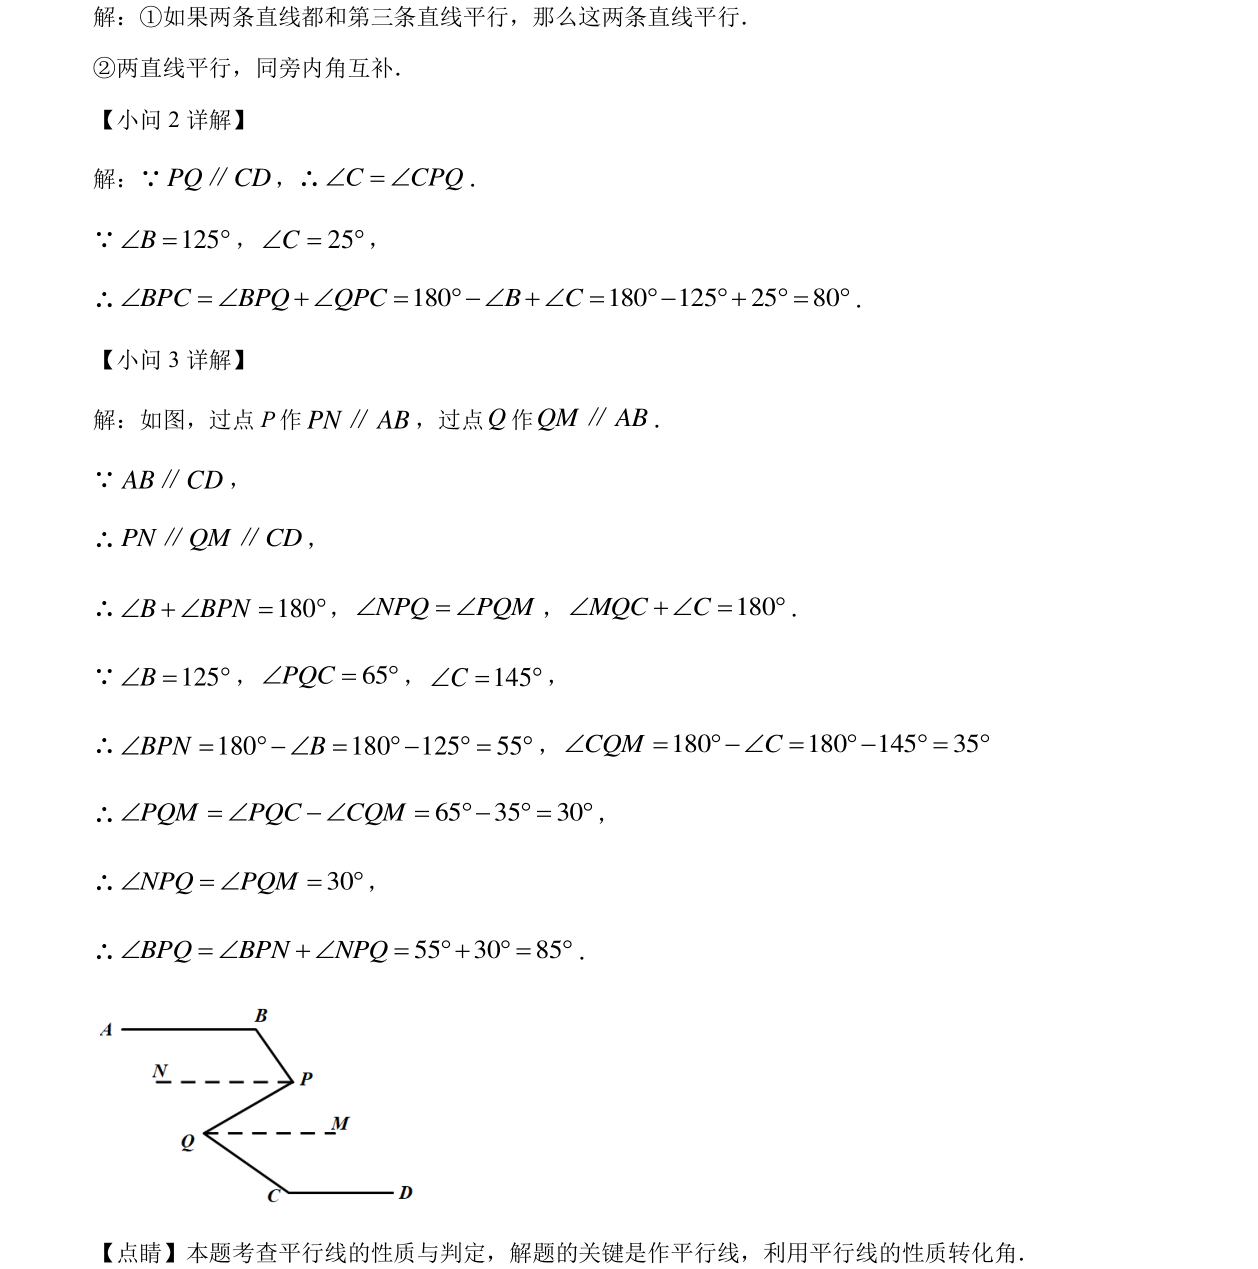 解：①如果两条直线都和第三条直线平行，那么这两条直线平行．
②两直线平行，同旁内角互补．
【小问 2 详解】
解：∵ PQ∥CD，∴∠C=∠CPQ．
∵∠B=125°，∠C=25°，
∴∠BPC=∠BPQ+∠QPC=180°−∠B+∠C=180°−125°+25°=80°．
【小问 3 详解】
解：如图，过点 P 作 PN∥AB，过点 Q 作 QM∥AB．
∵ AB∥CD，
∴ PN∥QM∥CD，
∴∠B+∠BPN=180°，∠NPQ=∠PQM，∠MQC+∠C=180°．
∵∠B=125°，∠PQC=65°，∠C=145°，
∴∠BPN=180°−∠B=180°−125°=55°，∠CQM=180°−∠C=180°−145°=35°
∴∠PQM=∠PQC−∠CQM=65°−35°=30°，
∴∠NPQ=∠PQM=30°，
∴∠BPQ=∠BPN+∠NPQ=55°+30°=85°．
B
A
N
P
M
Q
C
D
【点睛】本题考查平行线的性质与判定，解题的关键是作平行线，利用平行线的性质转化角．